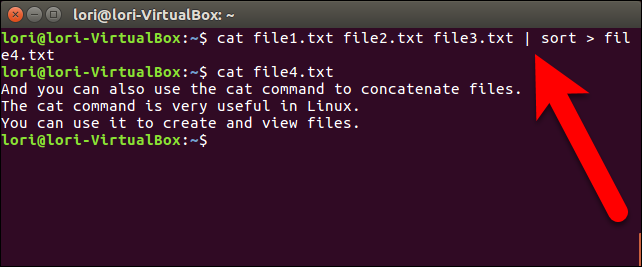 lori@lori-VirtualBox: ~
lori@lori-VirtualBox:~$ cat file1.txt file2.txt file3.txt | sort > fil
e4.txt
lori@lori-VirtualBox:~$ cat file4.txt
And you can also use the cat command to concatenate files.
The cat command is very useful in Linux.
You can use it to create and view files.
lori@lori-VirtualBox:~$